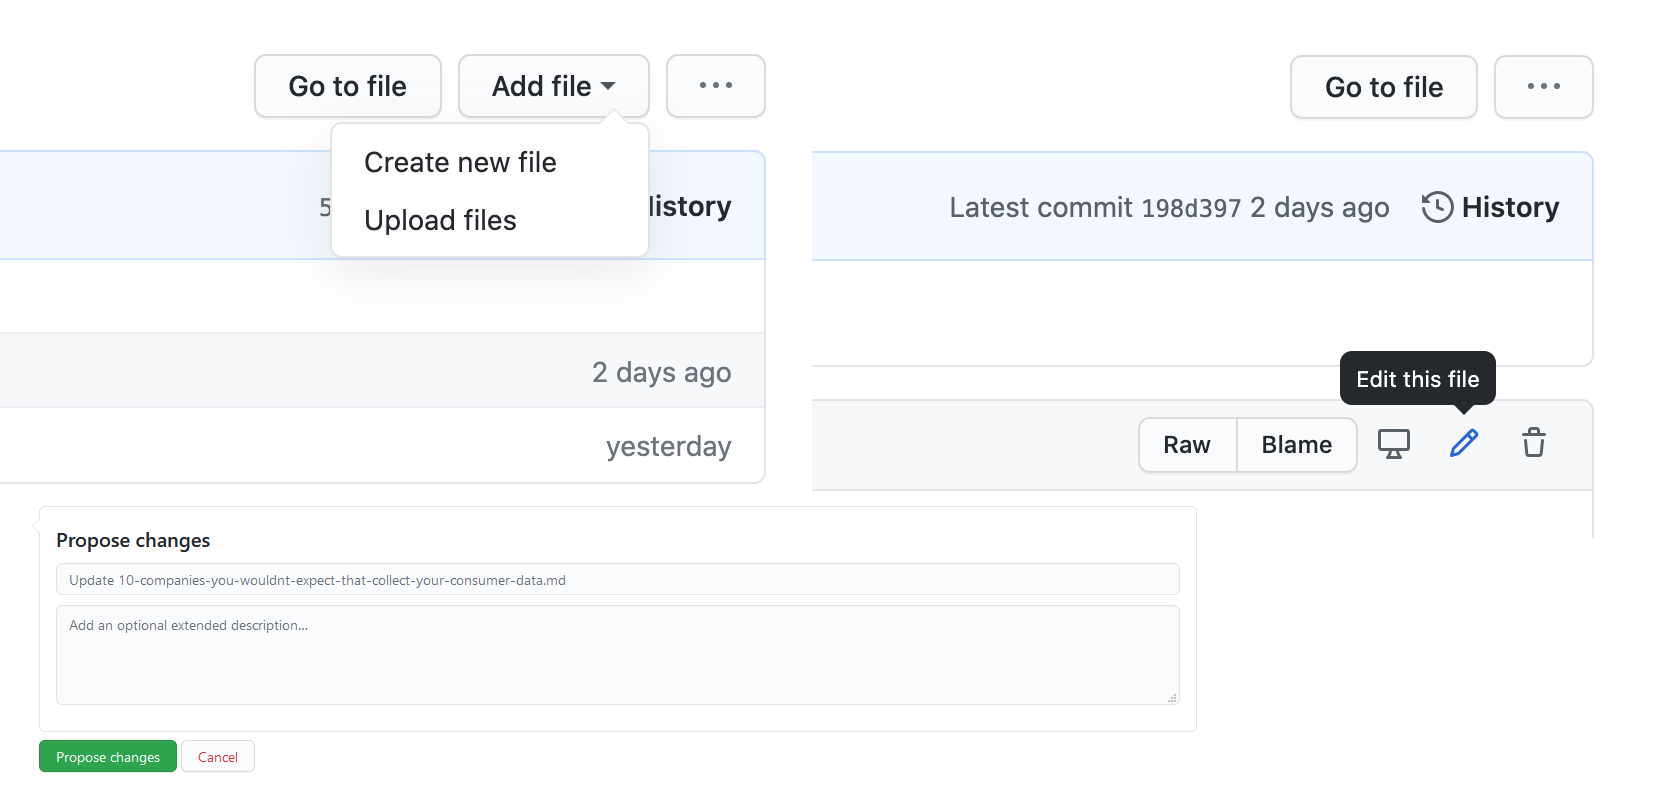 Go to file
Add file
...
Create new file
Upload files
5
History
2 days ago
yesterday
Go to file
...
Latest commit 198d397 2 days ago
History
Edit this file
Raw
Blame
Propose changes
Update 10-companies-you-wouldnt-expect-that-collect-your-consumer-data.md
Add an optional extended description...
Propose changes
Cancel